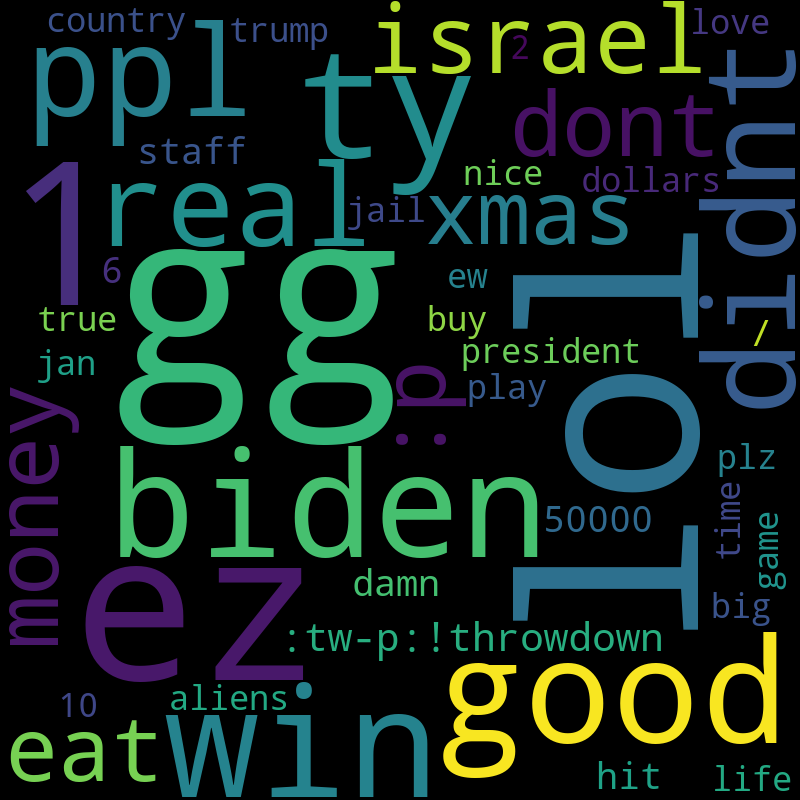 country
trump
israel
2
love
ppl
ty
dont
didnt
staff
real
nice
dollars
1
jail
xmas
6
gg
ew
lol
true
buy
/
jan
president
:p
play
money
biden
plz
50000
time
game
ez
damn
big
:tw-p:!throwdown
good
10
aliens
win
eat
hit
life